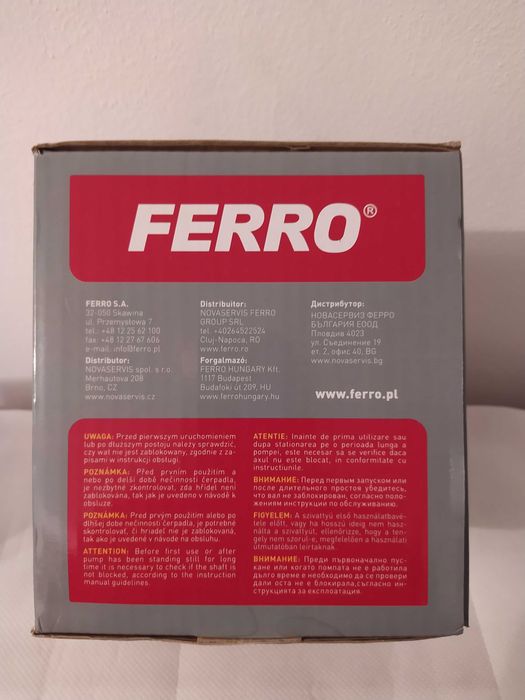 FERRO®
FERRO S.A.
32-050 Skawina
ul. Przemysłowa 7
tel.: +48 12 25 62 100
fax: +48 12 27 67 606
e-mail: info@ferro.pl
Distributor:
NOVASERVIS spol. s r.o.
Merhautova 208
Brno, CZ
www.novaservis.cz
Distribuitor:
NOVASERVIS FERRO
GROUP SRL
tel. +40264522524
Cluj-Napoca, RO
www.ferro.ro
Forgalmazó:
FERRO HUNGARY Kft.
1117 Budapest
Budafoki út 209, HU
www.ferrohungary.hu
Дистрибутор:
НОВАСЕРВИЗ ФЕРРО
БЪЛГАРИЯ ЕООД
Пловдив 4023
ул. Съединение 19
ет. 2, офис 40, BG
www.novaservis.bg
www.ferro.pl
UWAGA: Przed pierwszym uruchomieniem
lub po dłuższym postoju należy sprawdzić,
czy wał nie jest zablokowany, zgodnie z za-
pisami w instrukcji obsługi.
POZNÁMKA: Před prvním použitím a
nebo po delší době nečinnosti čerpadla,
je nezbytné zkontrolovat, zda hřídel není
zablokována, tak jak je uvedeno v návodě k
obsluze.
POZNÁMKA: Pred prvým použitím alebo po
dlhšej dobe nečinnosti čerpadla, je potrebné
skontrolovať, či hriadeľ nie je zablokovaná,
tak ako je uvedené v návode na obsluhu.
ATTENTION: Before first use or after
pump has been standing still for long
time it is necessary to check if the shaft is
not blocked, according to the instruction
manual guidelines.
ATENTIE: Inainte de prima utilizare sau
dupa stationarea pe o perioada lunga a
pompei, este necesar sa se verifice daca
axul nu este blocat, in conformitate cu
instructiunile.
ВНИМАНИЕ: Перед первым запуском или
после длительного простоя убедитесь,
что вал не заблокирован, согласно поло-
жениям инструкции по обслуживанию.
FIGYELEM: A szivattyú első használatbavé-
tele előtt, vagy ha hosszú ideig nem hasz-
nálta a szivattyút, ellenőrizze, hogy a ten-
gely nem szorul-e, megfelelően a használati
útmutatóban leírtaknak.
ВНИМАНИЕ: Преди първоначално пус-
кане или когато помпата не е работила
дълго време е необходимо да се провери
дали оста не е блокирала,съгласно ин-
струкцията за експлоатация.